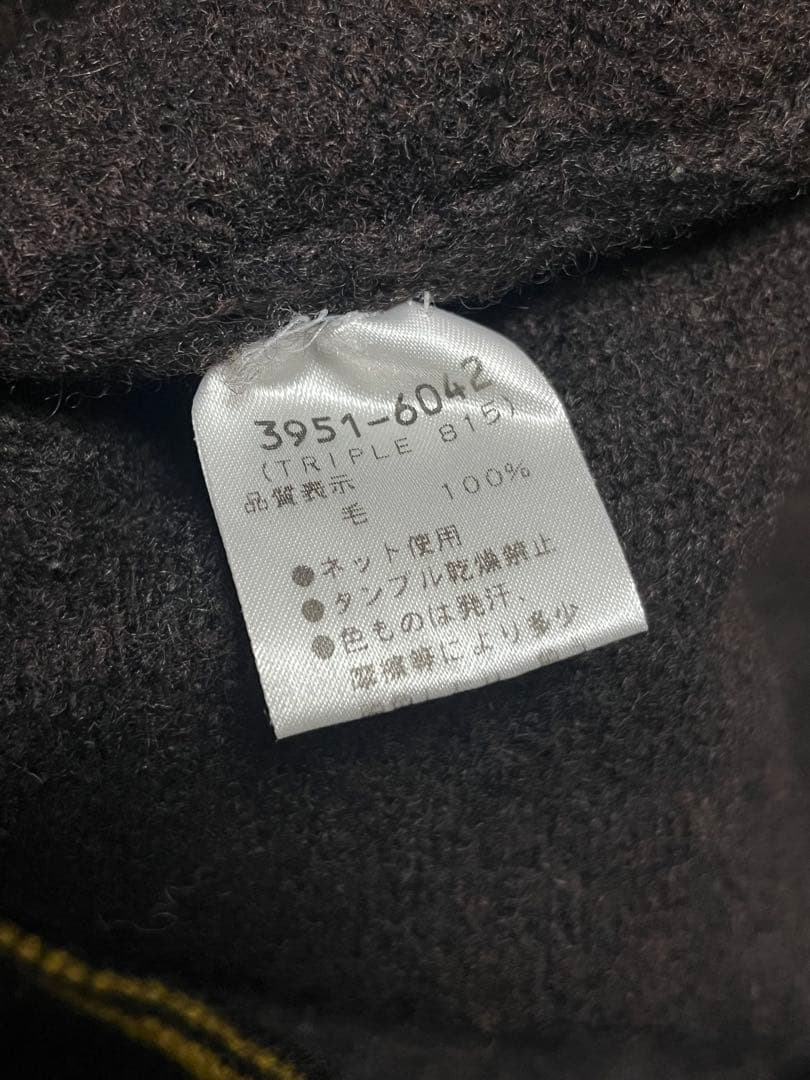 3951-6042
(TRIPLE 815)
品質表示
毛 100%
●ネット使用
●タンブル乾燥禁止
●色ものは発汗、
摩擦等により多少